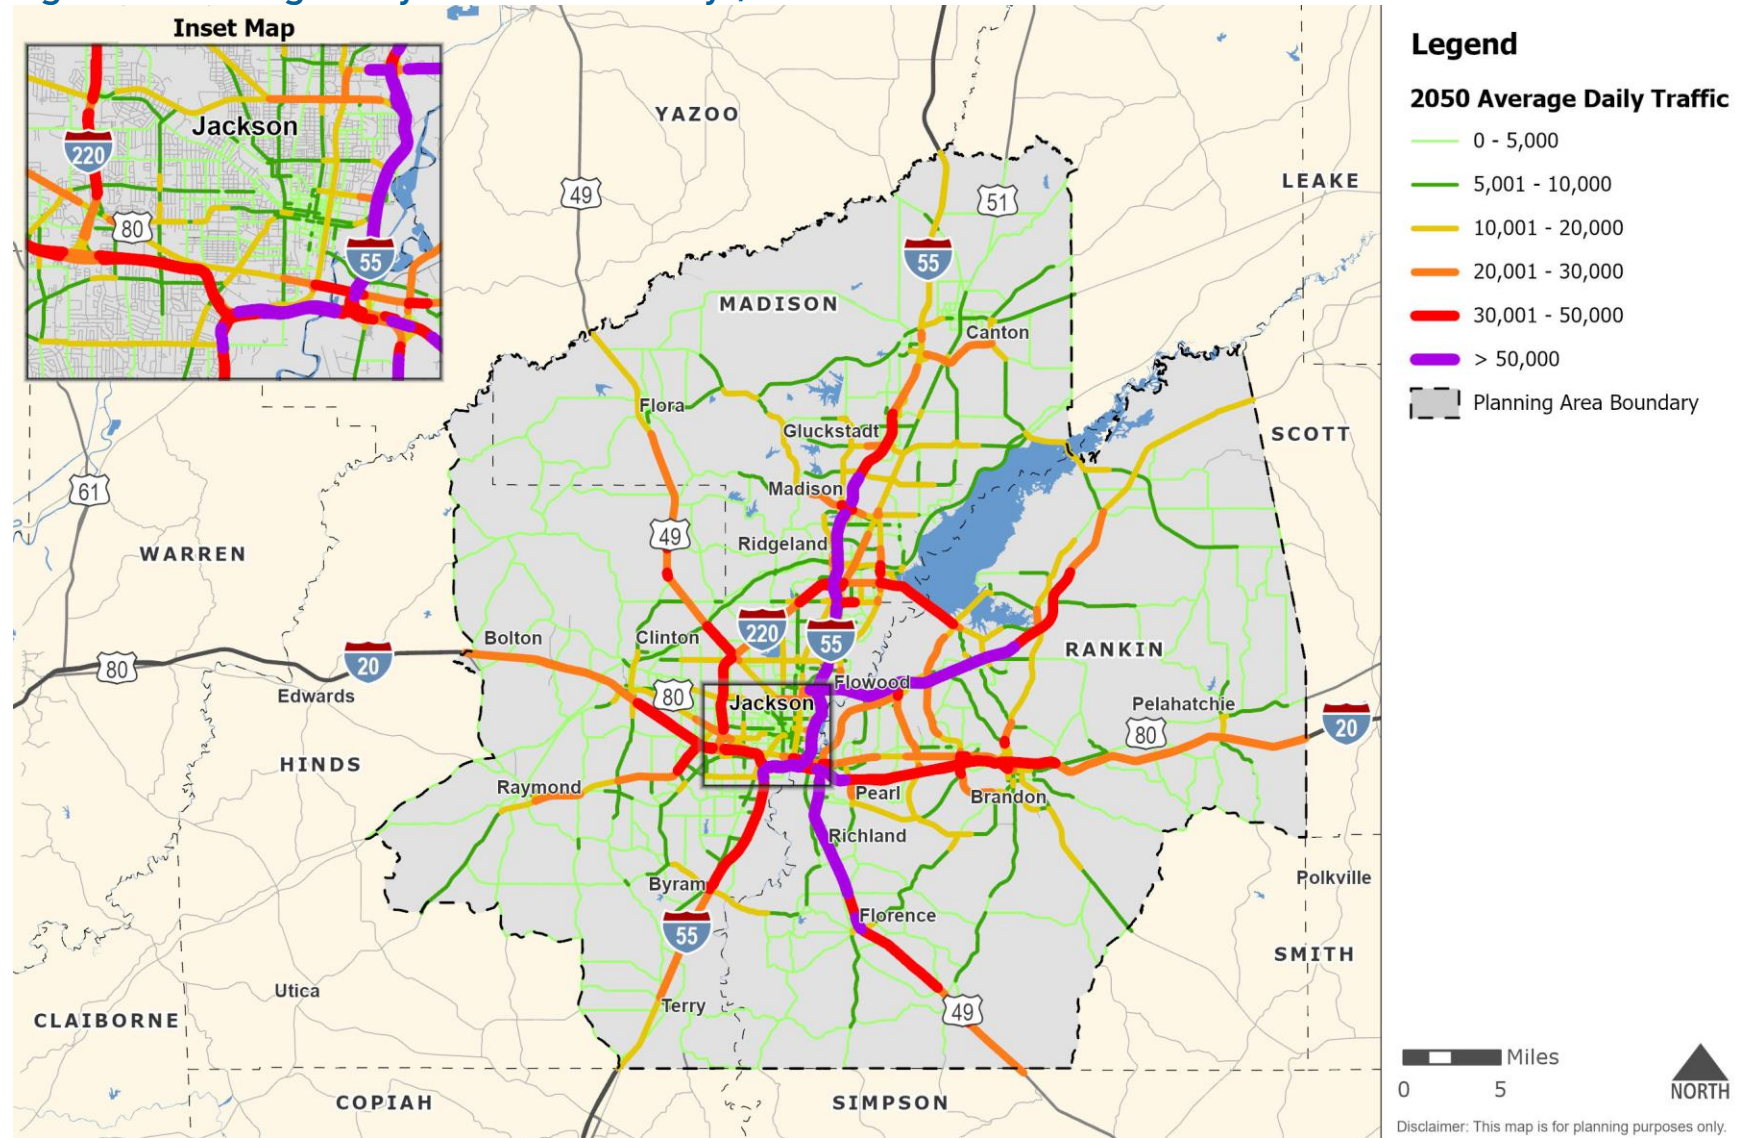 Inset Map
Jackson
220
80
55
YAZOO
LEAKE
49
51
55
MADISON
Canton
Flora
Gluckstadt
SCOTT
61
Madison
49
Ridgeland
WARREN
Bolton
Clinton
220
55
RANKIN
80
20
Edwards
80
Flowood
Jackson
Pelahatchie
80
20
HINDS
Raymond
Pearl
Brandon
Richland
Byram
Polkville
Florence
55
SMITH
Utica
Terry
49
CLAIBORNE
COPIAH
SIMPSON
Legend
2050 Average Daily Traffic
0 - 5,000
5,001 - 10,000
10,001 - 20,000
20,001 - 30,000
30,001 - 50,000
> 50,000
Planning Area Boundary
Miles
0 5
NORTH
Disclaimer: This map is for planning purposes only.